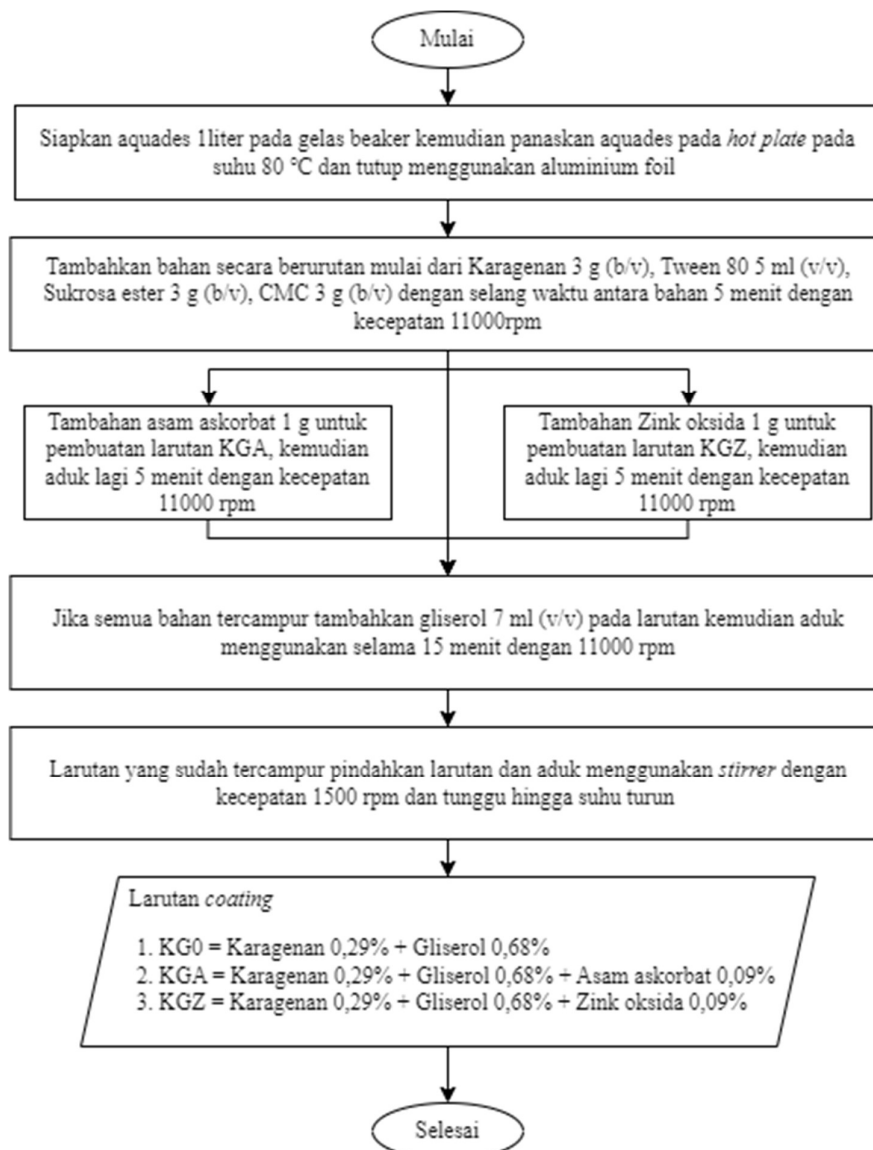 Mulai
Siapkan aquades 1liter pada gelas beaker kemudian panaskan aquades pada hot plate pada
suhu 80 °C dan tutup menggunakan aluminium foil
Tambahkan bahan secara berurutan mulai dari Karagenan 3 g (b/v), Tween 80 5 ml (v/v),
Sukrosa ester 3 g (b/v), CMC 3 g (b/v) dengan selang waktu antara bahan 5 menit dengan
kecepatan 11000rpm
Tambahan asam askorbat 1 g untuk
pembuatan larutan KGA, kemudian
aduk lagi 5 menit dengan kecepatan
11000 rpm
Tambahan Zink oksida 1 g untuk
pembuatan larutan KGZ, kemudian
aduk lagi 5 menit dengan kecepatan
11000 rpm
Jika semua bahan tercampur tambahkan gliserol 7 ml (v/v) pada larutan kemudian aduk
menggunakan selama 15 menit dengan 11000 rpm
Larutan yang sudah tercampur pindahkan larutan dan aduk menggunakan stirrer dengan
kecepatan 1500 rpm dan tunggu hingga suhu turun
Larutan coating
1. KG0 = Karagenan 0,29% + Gliserol 0,68%
2. KGA = Karagenan 0,29% + Gliserol 0,68% + Asam askorbat 0,09%
3. KGZ = Karagenan 0,29% + Gliserol 0,68% + Zink oksida 0,09%
Selesai